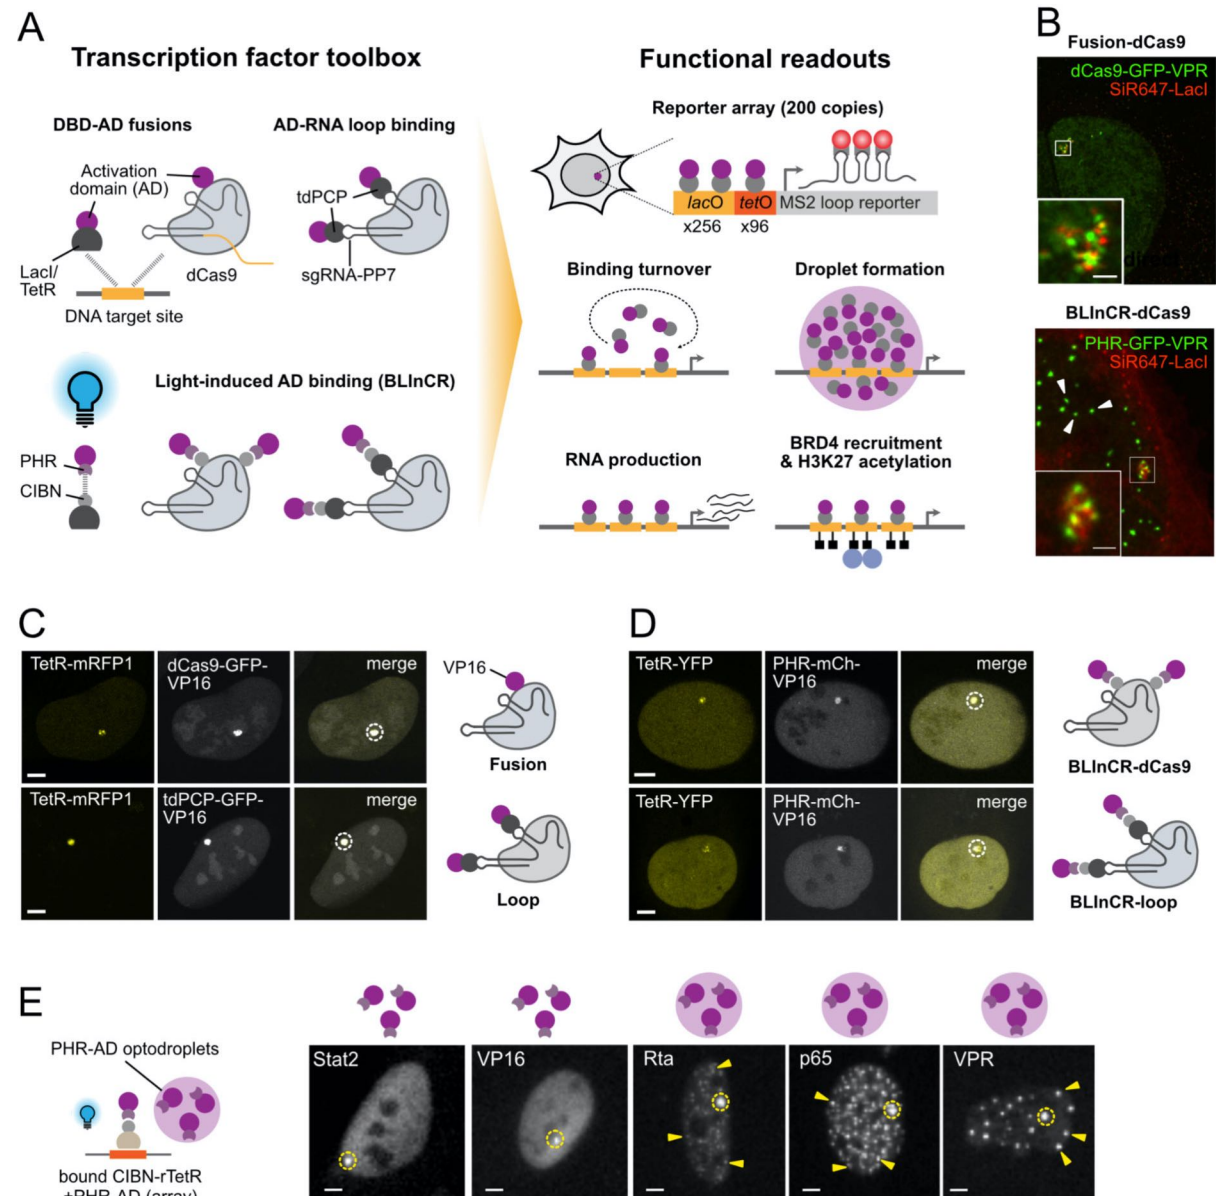 A
Transcription factor toolbox
Functional readouts
DBD-AD fusions
AD-RNA loop binding
Activation
domain (AD)
tdPCP
LacI/
TetR
dCas9
sgRNA-PP7
DNA target site
Light-induced AD binding (BLInCR)
PHR
CIBN
Reporter array (200 copies)
lacO
tetO
MS2 loop reporter
x256
x96
Binding turnover
Droplet formation
RNA production
BRD4 recruitment
& H3K27 acetylation
B
Fusion-dCas9
dCas9-GFP-VPR
SiR647-LacI
BLInCR-dCas9
PHR-GFP-VPR
SiR647-LacI
C
TetR-mRFP1
dCas9-GFP-
VP16
merge
VP16
Fusion
TetR-mRFP1
tdPCP-GFP-
VP16
merge
Loop
D
TetR-YFP
PHR-mCh-
VP16
merge
BLInCR-dCas9
TetR-YFP
PHR-mCh-
VP16
merge
BLInCR-loop
E
PHR-AD optodroplets
bound CIBN-rTetR
+PHR-AD (array)
Stat2
VP16
Rta
p65
VPR